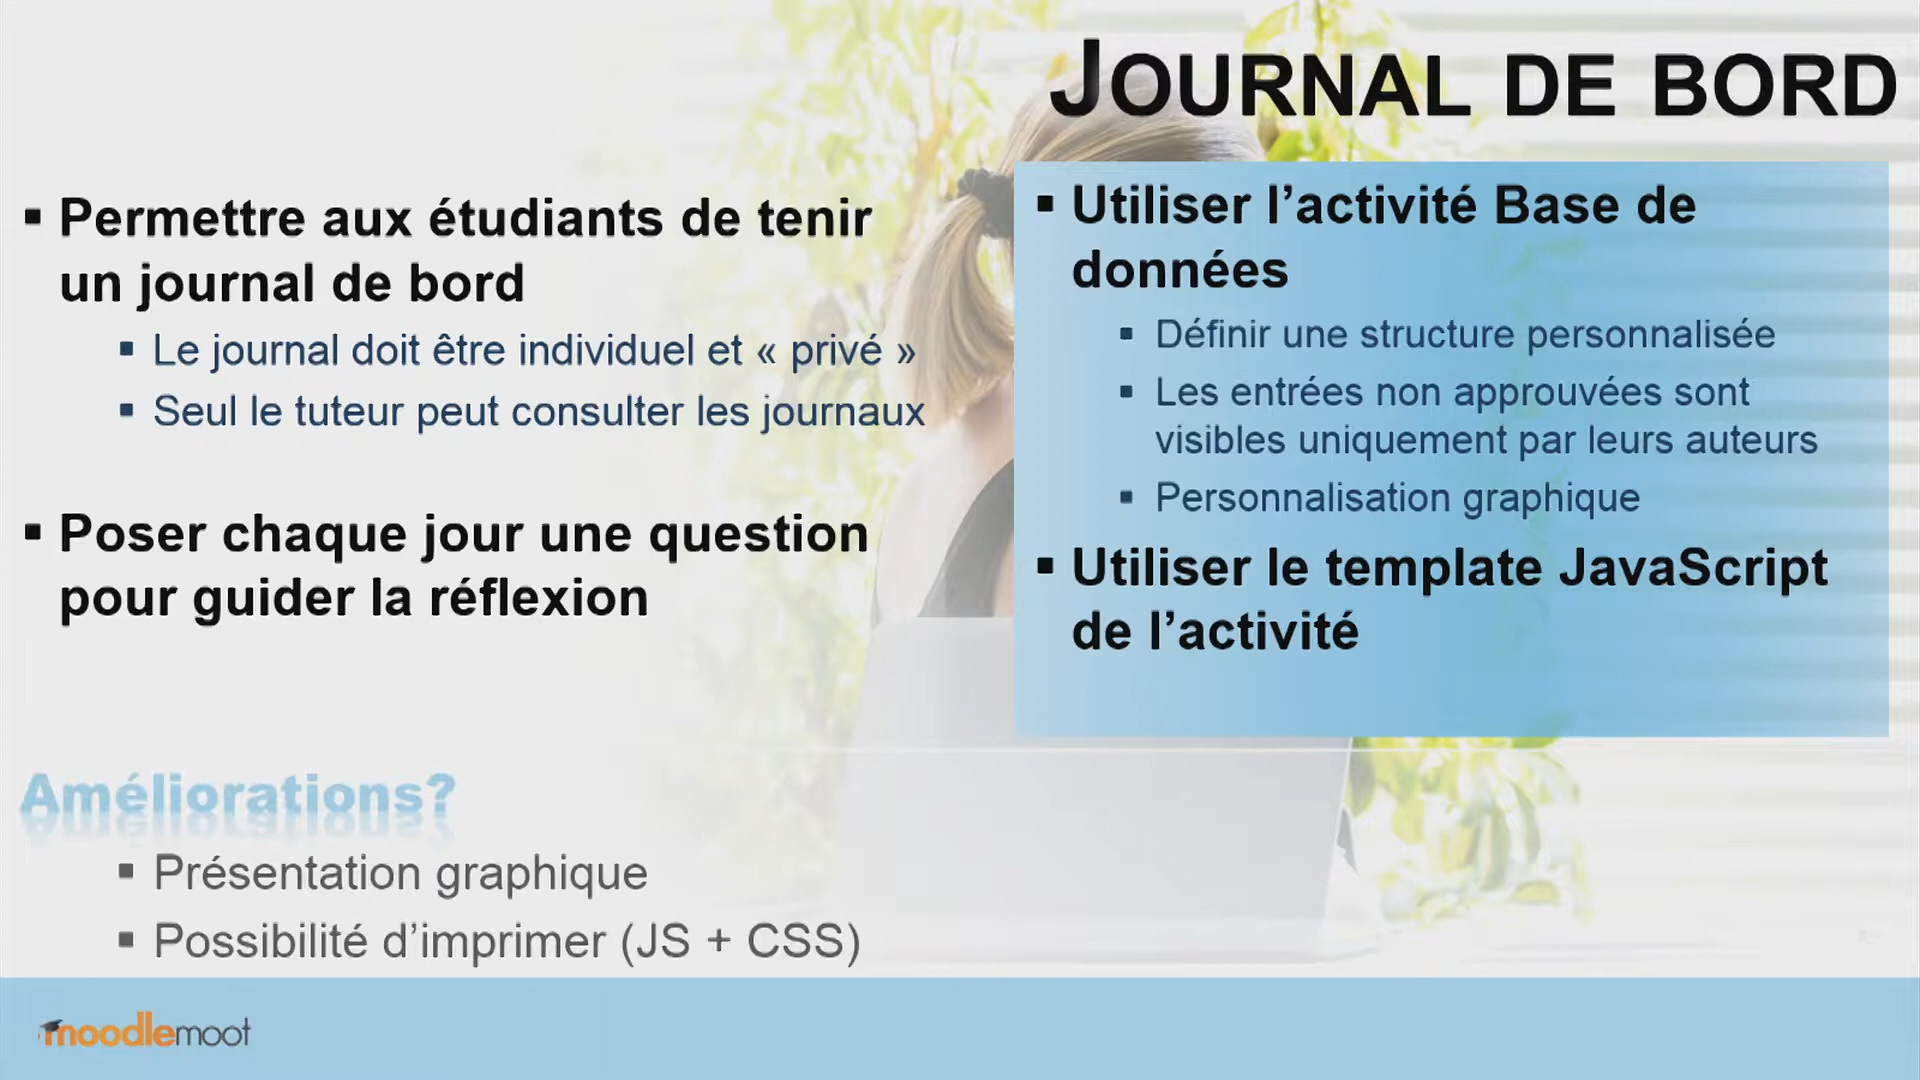 JOURNAL DE BORD
▪ Permettre aux étudiants de tenir
un journal de bord
▪ Le journal doit être individuel et « privé »
▪ Seul le tuteur peut consulter les journaux
▪ Poser chaque jour une question
pour guider la réflexion
▪ Utiliser l’activité Base de
données
▪ Définir une structure personnalisée
▪ Les entrées non approuvées sont
visibles uniquement par leurs auteurs
▪ Personnalisation graphique
▪ Utiliser le template JavaScript
de l’activité
Améliorations?
▪ Présentation graphique
▪ Possibilité d’imprimer (JS + CSS)
moodlemoot